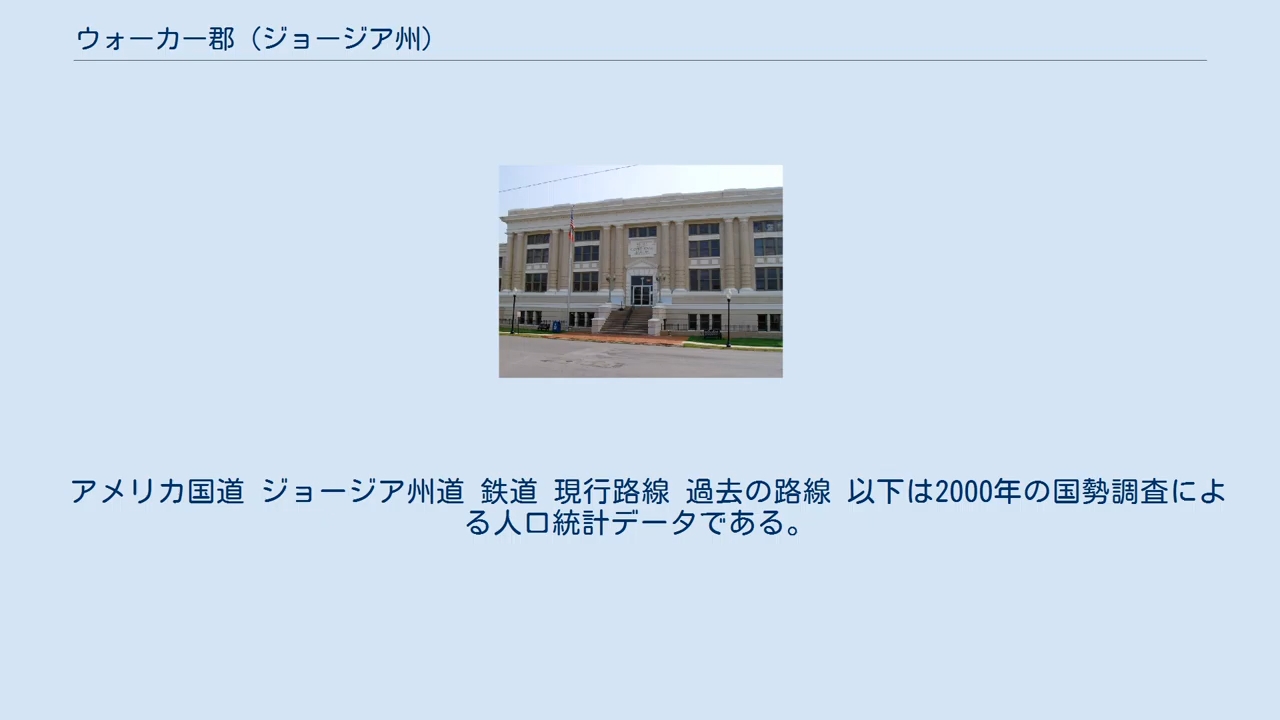 ウォーカー郡（ジョージア州）
アメリカ国道 ジョージア州道 鉄道 現行路線 過去の路線 以下は2000年の国勢調査によ
る人口統計データである。